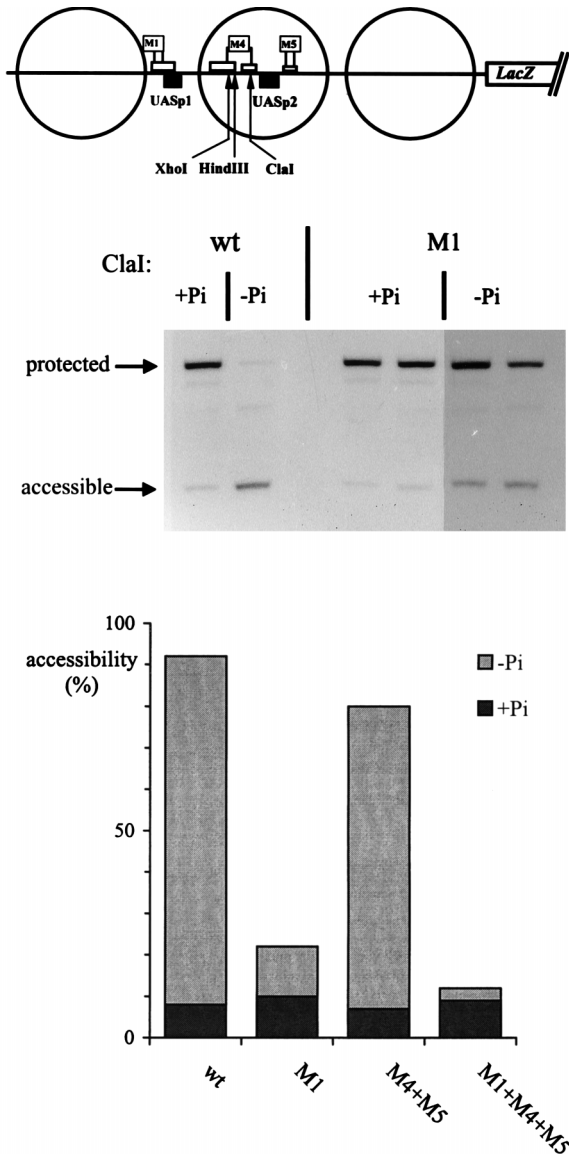 M1 M4 M5
LacZ
UASp1 UASp2
XhoI HindIII ClaI
wt M1
ClaI:
+Pi -Pi +Pi -Pi
protected
accessible
100
accessibility
(%)
-Pi
+Pi
50
0
wt M1 M4+M5 M1+M4+M5